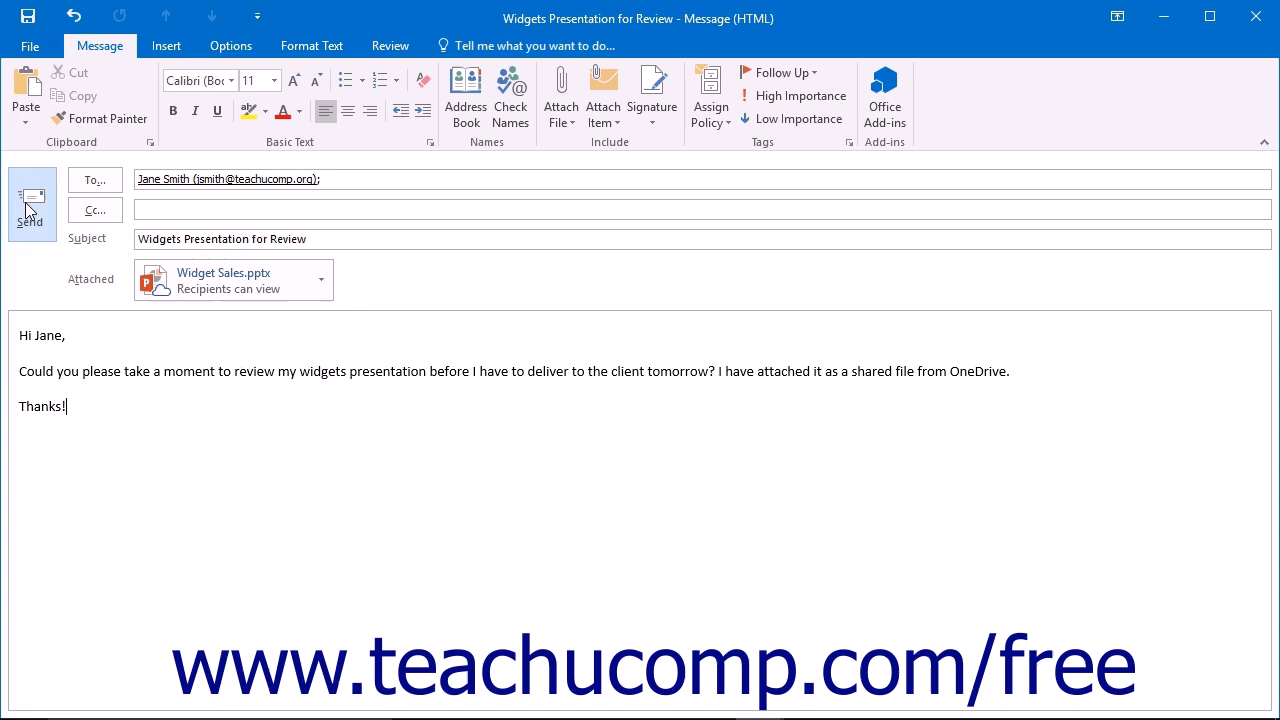 Widgets Presentation for Review - Message (HTML)
File Message Insert Options Format Text Review Tell me what you want to do...
Paste
Cut
Copy
Format Painter
Clipboard
Calibri (Boc 11
B I U
Basic Text
Address Book
Check Names
Names
Attach File
Attach Item
Signature
Include
Assign Policy
Follow Up
High Importance
Low Importance
Tags
Office Add-ins
Add-ins
Send
To... Jane Smith (jsmith@teachucomp.org);
Cc...
Subject Widgets Presentation for Review
Attached Widget Sales.pptx
Recipients can view
Hi Jane,
Could you please take a moment to review my widgets presentation before I have to deliver to the client tomorrow? I have attached it as a shared file from OneDrive.
Thanks!
www.teachucomp.com/free